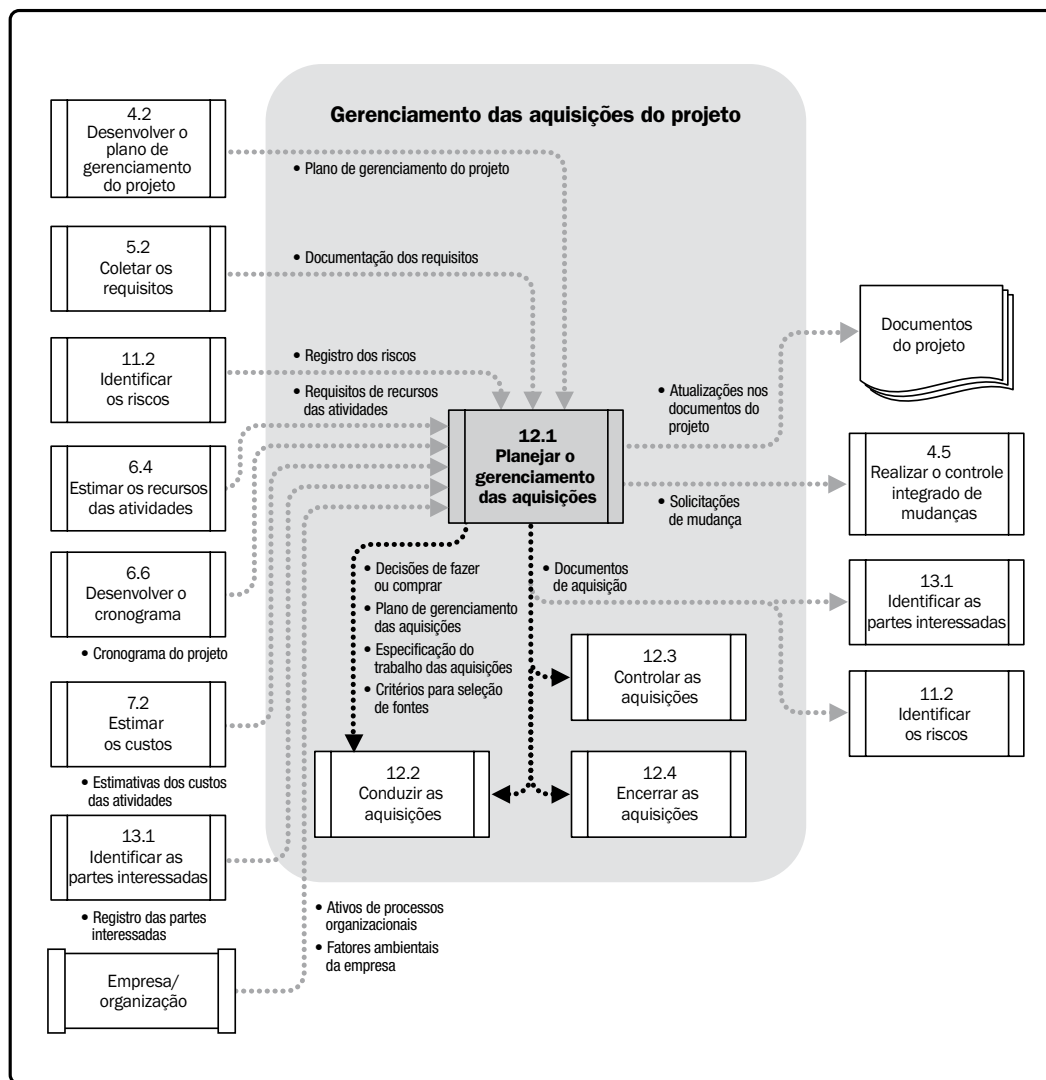 Gerenciamento das aquisições do projeto
4.2
Desenvolver o
plano de
gerenciamento
do projeto
• Plano de gerenciamento do projeto
5.2
Coletar os
requisitos
• Documentação dos requisitos
11.2
Identificar
os riscos
• Registro dos riscos
• Requisitos de recursos
das atividades
6.4
Estimar os recursos
das atividades
6.6
Desenvolver o
cronograma
• Cronograma do projeto
7.2
Estimar
os custos
• Estimativas dos custos
das atividades
13.1
Identificar as
partes interessadas
• Registro das partes
interessadas
Empresa/
organização
• Ativos de processos
organizacionais
• Fatores ambientais
da empresa
12.1
Planejar o
gerenciamento
das aquisições
• Decisões de fazer
ou comprar
• Plano de gerenciamento
das aquisições
• Especificação do
trabalho das aquisições
• Critérios para seleção
de fontes
• Documentos
de aquisição
12.3
Controlar as
aquisições
12.2
Conduzir as
aquisições
12.4
Encerrar as
aquisições
• Atualizações nos
documentos do
projeto
• Solicitações
de mudança
Documentos
do projeto
4.5
Realizar o controle
integrado de
mudanças
13.1
Identificar as
partes interessadas
11.2
Identificar
os riscos